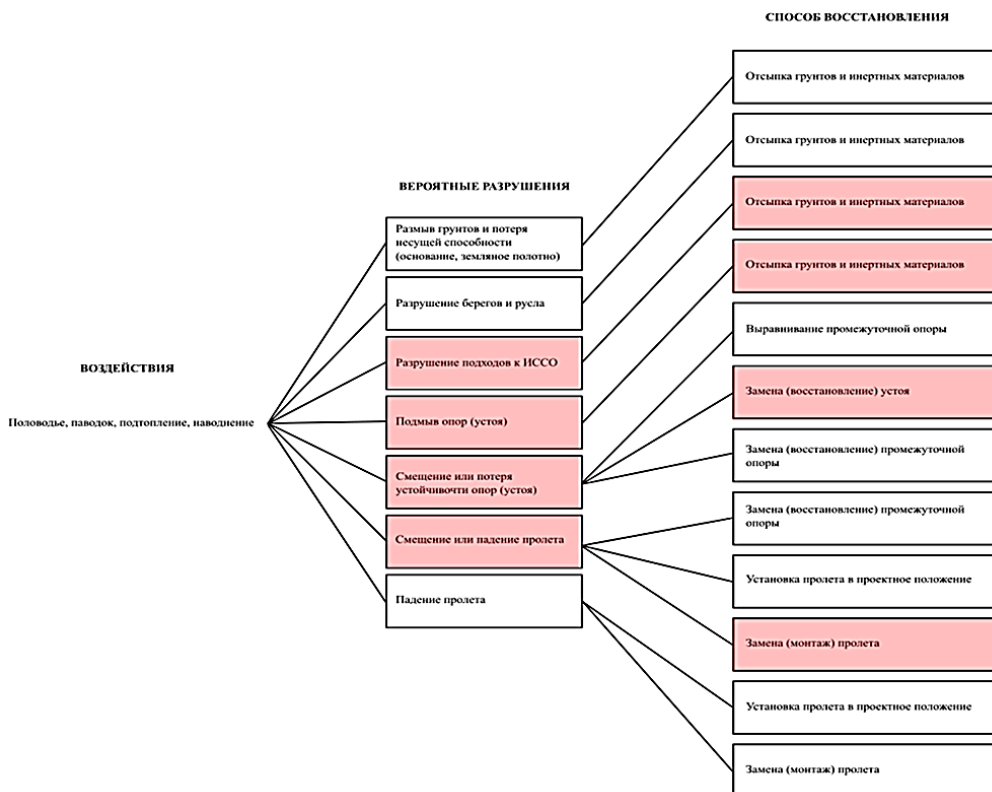 СПОСОБ ВОССТАНОВЛЕНИЯ
Отсыпка грунтов и инертных материалов
Отсыпка грунтов и инертных материалов
Отсыпка грунтов и инертных материалов
Отсыпка грунтов и инертных материалов
Выравнивание промежуточной опоры
Замена (восстановление) устоя
Замена (восстановление) промежуточной
опоры
Замена (восстановление) промежуточной
опоры
Установка пролета в проектное положение
Замена (монтаж) пролета
Установка пролета в проектное положение
Замена (монтаж) пролета
ВЕРОЯТНЫЕ РАЗРУШЕНИЯ
Размыв грунтов и потеря
несущей способности
(основание, земляное полотно)
Разрушение берегов и русла
Разрушение подходов к ИССО
Подмыв опор (устоя)
Смещение или потеря
устойчивочти опор (устоя)
Смещение или падение пролета
Падение пролета
ВОЗДЕЙСТВИЯ
Половодье, паводок, подтопление, наводнение